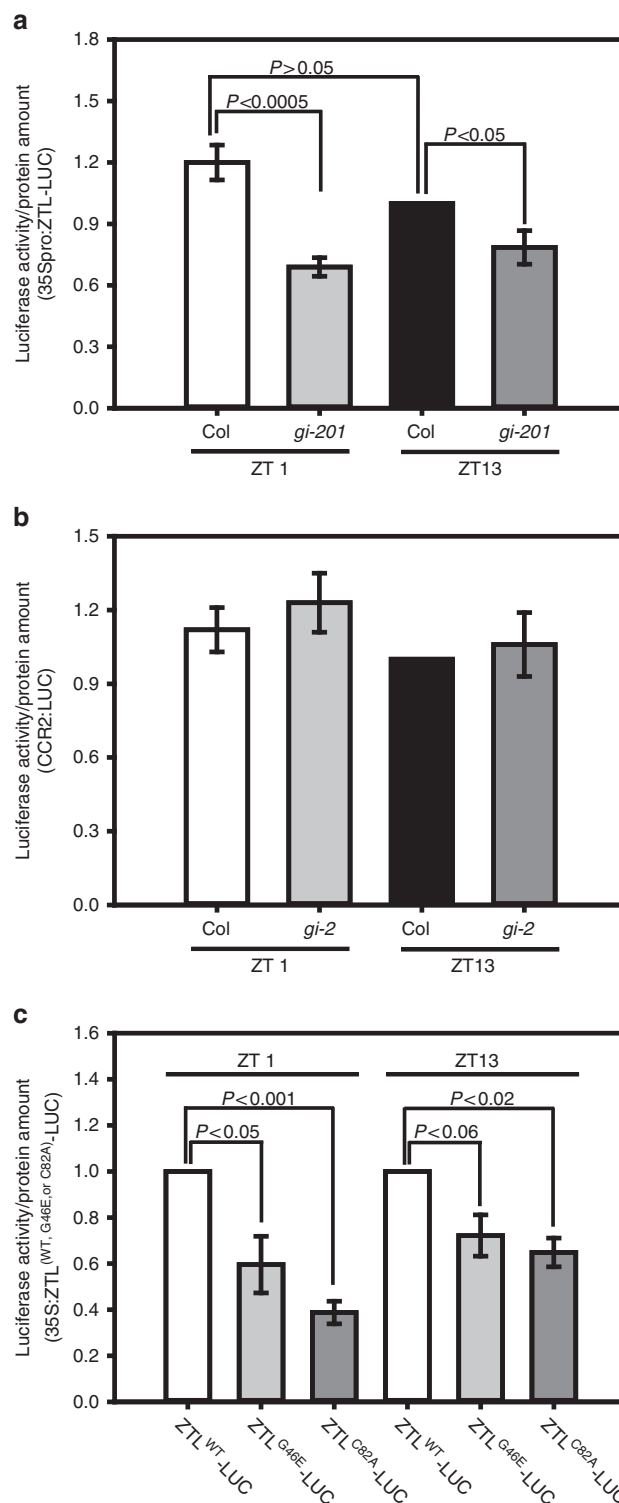 a
Luciferase activity/protein amount
(35Spro:ZTL-LUC)
1.8
1.5
1.2
0.9
0.6
0.3
0.0
P>0.05
P<0.0005
P<0.05
Col
gi-201
Col
gi-201
ZT 1
ZT13
b
Luciferase activity/protein amount
(CCR2:LUC)
1.5
1.2
0.9
0.6
0.3
0.0
Col
gi-2
Col
gi-2
ZT 1
ZT13
c
Luciferase activity/protein amount
(35S:ZTL(WT, G46E,or C82A)-LUC)
1.6
1.4
1.2
1.0
0.8
0.6
0.4
0.2
0.0
ZT 1
ZT13
P<0.001
P<0.05
P<0.02
P<0.06
ZTLWT-LUC
ZTLG46E-LUC
ZTLC82A-LUC
ZTLWT-LUC
ZTLG46E-LUC
ZTLC82A-LUC